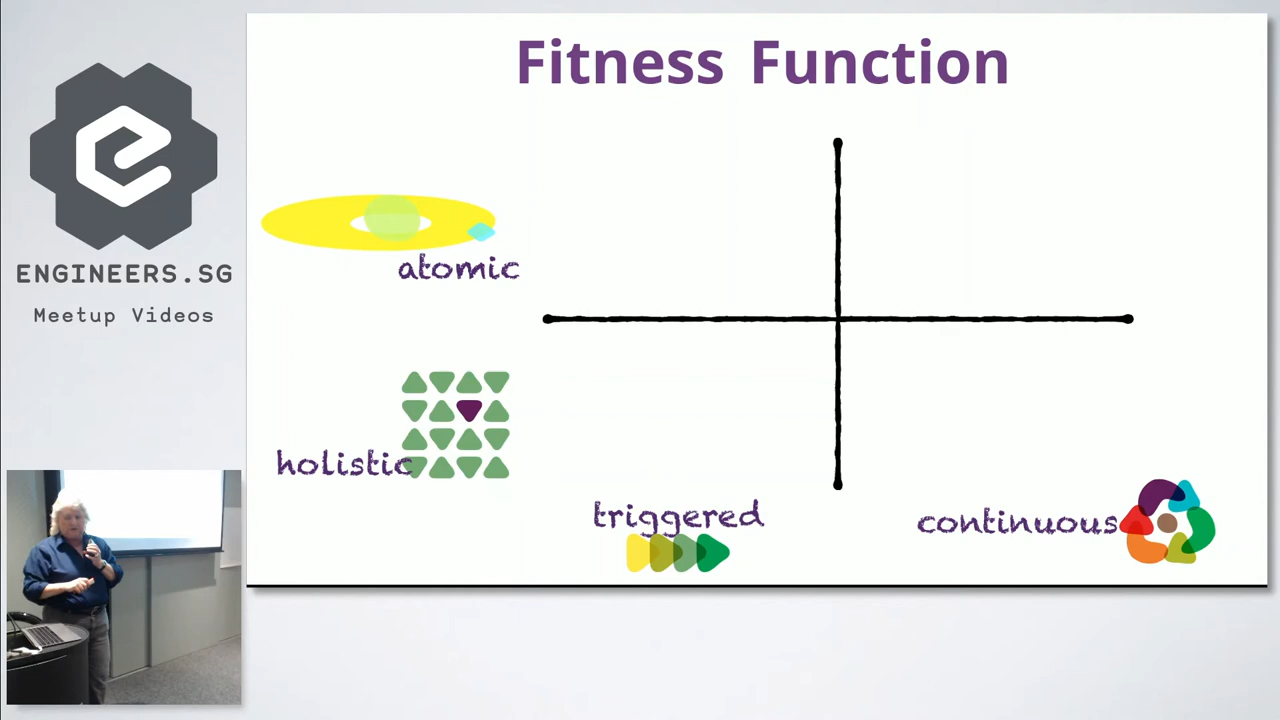 Fitness Function
ENGINEERS.SG
Meetup Videos
atomic
holistic
triggered
continuous